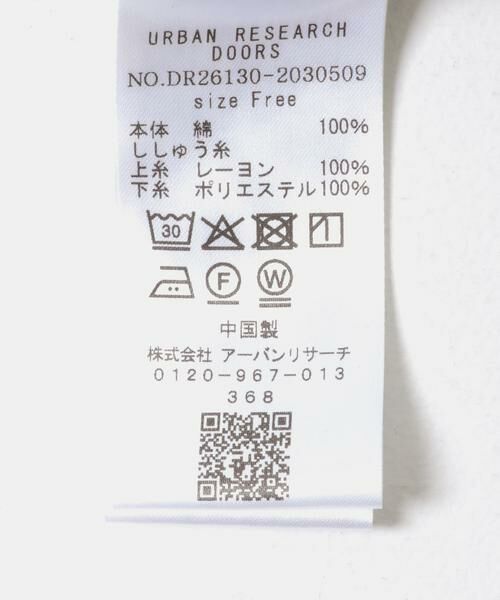 URBAN RESEARCH
DOORS
NO.DR26130-2030509
size Free
本体 綿 100%
ししゅう糸
上糸 レーヨン 100%
下糸 ポリエステル100%
30
F W
中国製
株式会社 アーバンリサーチ
0120-967-013
368